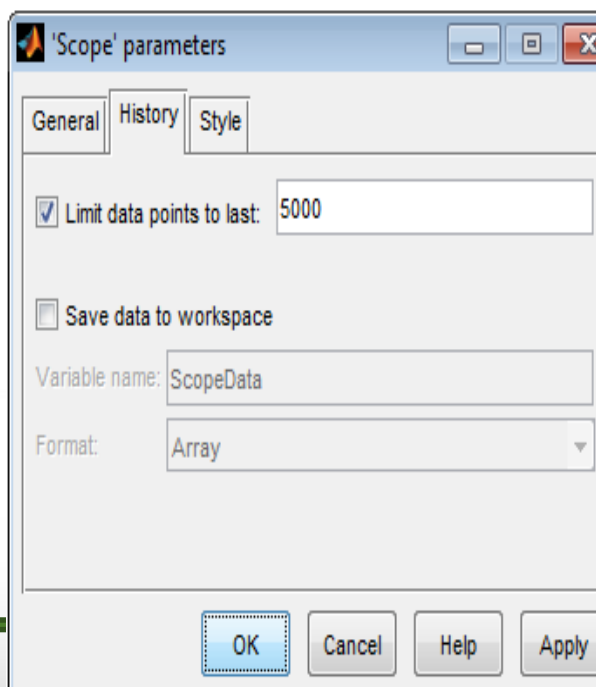 'Scope' parameters
General History Style
Limit data points to last: 5000
Save data to workspace
Variable name: ScopeData
Format: Array
OK Cancel Help Apply